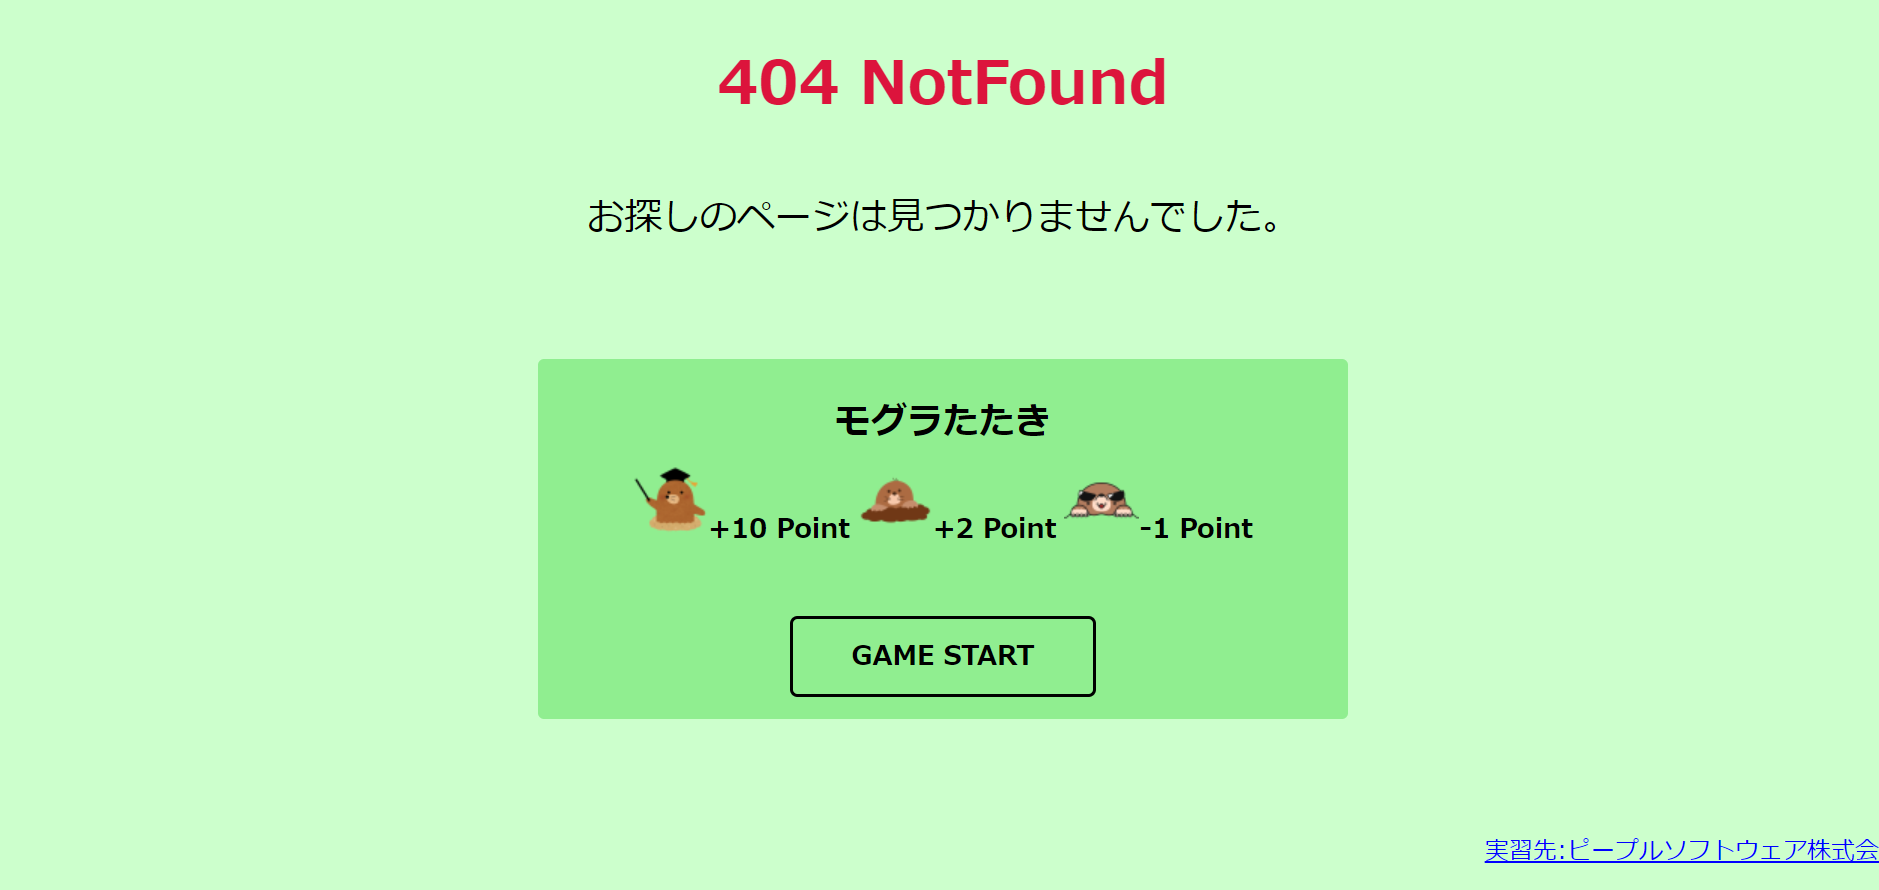 404 NotFound
お探しのページは見つかりませんでした。
モグラたたき
+10 Point +2 Point -1 Point
GAME START
実習先:ピープルソフトウェア株式会